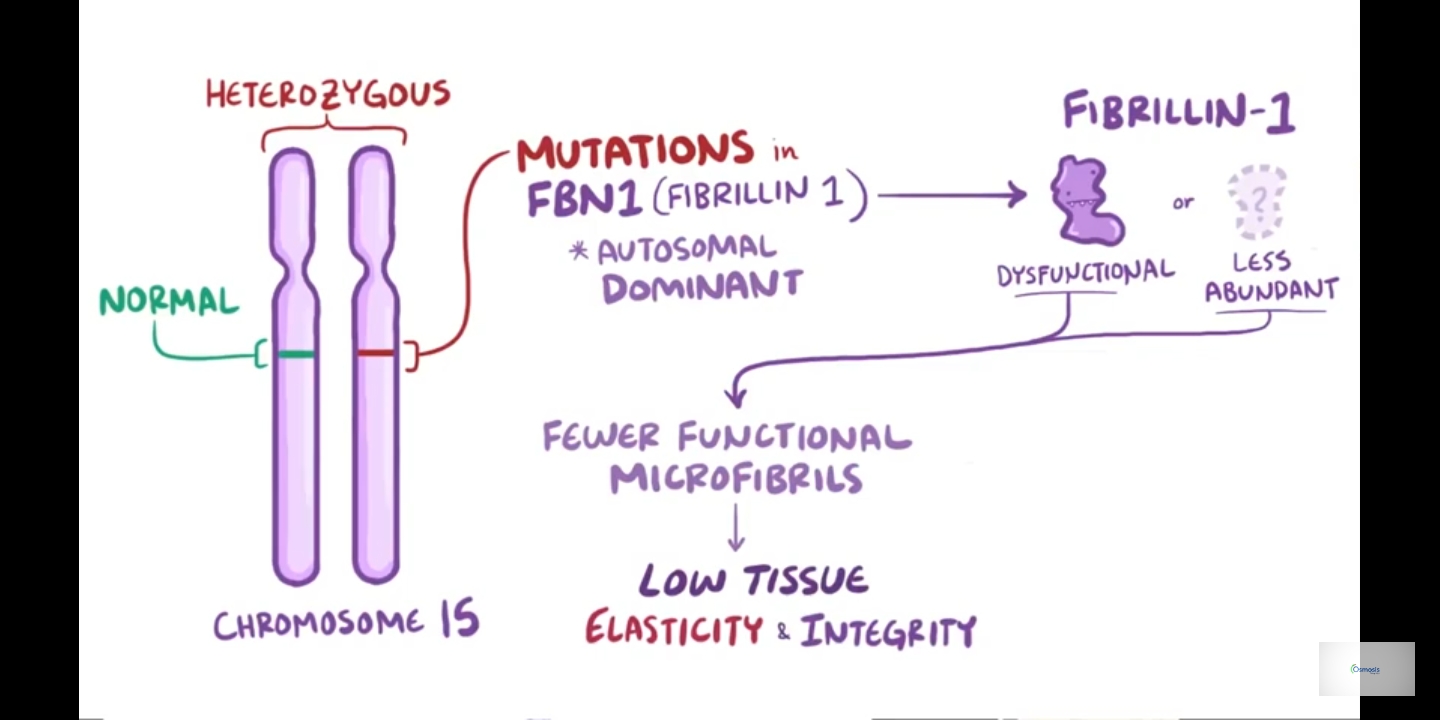 HETEROZYGOUS
NORMAL
CHROMOSOME 15
MUTATIONS in
FBN1 (FIBRILLIN 1)
* AUTOSOMAL
DOMINANT
FIBRILLIN-1
?
or
DYSFUNCTIONAL
LESS
ABUNDANT
FEWER FUNCTIONAL
MICROFIBRILS
LOW TISSUE
ELASTICITY & INTEGRITY
Osmosis